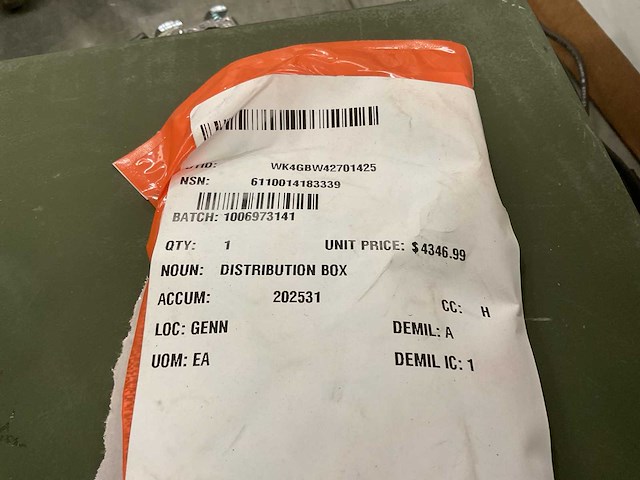 WK4GBW42701425
NSN: 6110014183339
BATCH: 1006973141
QTY: 1 UNIT PRICE: $4346.99
NOUN: DISTRIBUTION BOX
ACCUM: 202531
CC: H
LOC: GENN DEMIL: A
UOM: EA DEMIL IC: 1